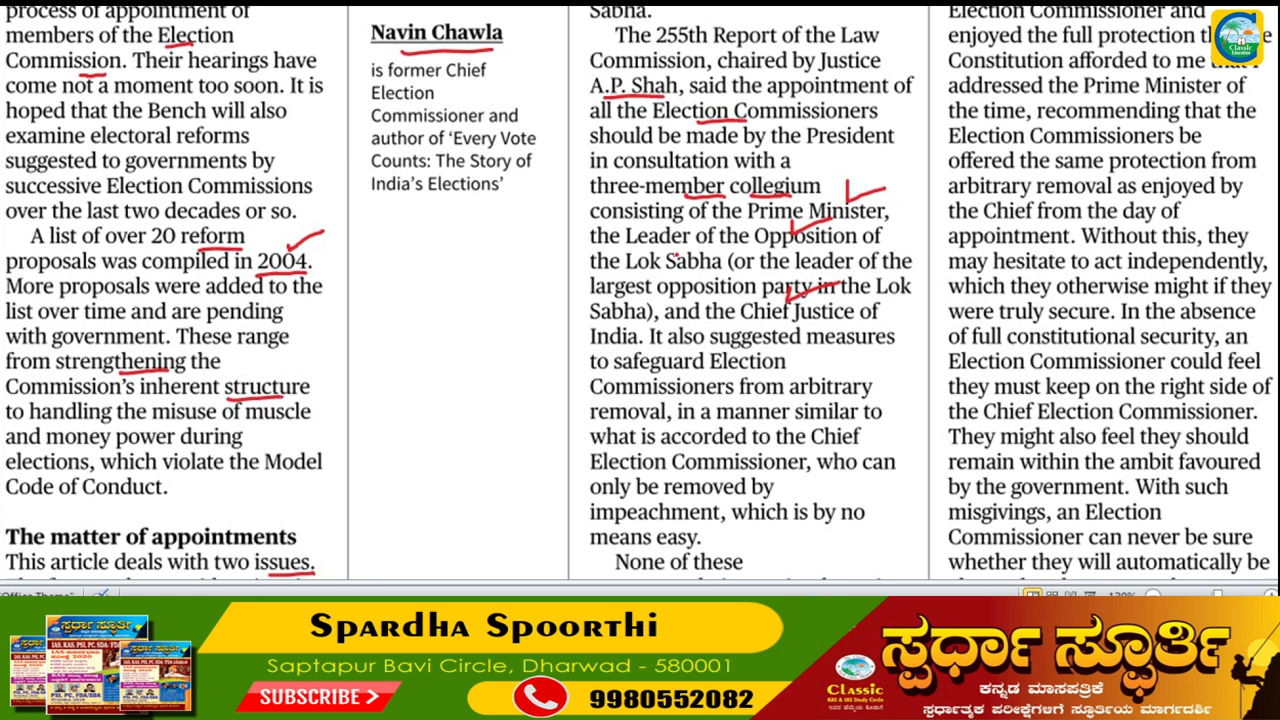 process of appointment of
members of the Election
Commission. Their hearings have
come not a moment too soon. It is
hoped that the Bench will also
examine electoral reforms
suggested to governments by
successive Election Commissions
over the last two decades or so.
A list of over 20 reform
proposals was compiled in 2004.
More proposals were added to the
list over time and are pending
with government. These range
from strengthening the
Commission's inherent structure
to handling the misuse of muscle
and money power during
elections, which violate the Model
Code of Conduct.
The matter of appointments
This article deals with two issues.
Navin Chawla
is former Chief
Election
Commissioner and
author of 'Every Vote
Counts: The Story of
India's Elections'
Sabha.
The 255th Report of the Law
Commission, chaired by Justice
A.P. Shah, said the appointment of
all the Election Commissioners
should be made by the President
in consultation with a
three-member collegium
consisting of the Prime Minister,
the Leader of the Opposition of
the Lok Sabha (or the leader of the
largest opposition party in the Lok
Sabha), and the Chief Justice of
India. It also suggested measures
to safeguard Election
Commissioners from arbitrary
removal, in a manner similar to
what is accorded to the Chief
Election Commissioner, who can
only be removed by
impeachment, which is by no
means easy.
None of these
Election Commissioner and
enjoyed the full protection
Constitution afforded to me that I
addressed the Prime Minister of
the time, recommending that the
Election Commissioners be
offered the same protection from
arbitrary removal as enjoyed by
the Chief from the day of
appointment. Without this, they
may hesitate to act independently,
which they otherwise might if they
were truly secure. In the absence
of full constitutional security, an
Election Commissioner could feel
they must keep on the right side of
the Chief Election Commissioner.
They might also feel they should
remain within the ambit favoured
by the government. With such
misgivings, an Election
Commissioner can never be sure
whether they will automatically be
Classic
Education
Office Theme"
130%
ಸ್ಪರ್ಧಾ ಸ್ಫೂರ್ತಿ
Spardha Spoorthi
Saptapur Bavi Circle, Dharwad - 580001
SUBSCRIBE >
9980552082
Classic
KAS & IAS Study Circle
ಸ್ಪರ್ಧಾ ಸ್ಫೂರ್ತಿ
ಕನ್ನಡ ಮಾಸಪತ್ರಿಕೆ
ಸ್ಪರ್ಧಾತ್ಮಕ ಪರೀಕ್ಷೆಗಳಿಗೆ ಸ್ಫೂರ್ತಿಯ ಮಾರ್ಗದರ್ಶಿ